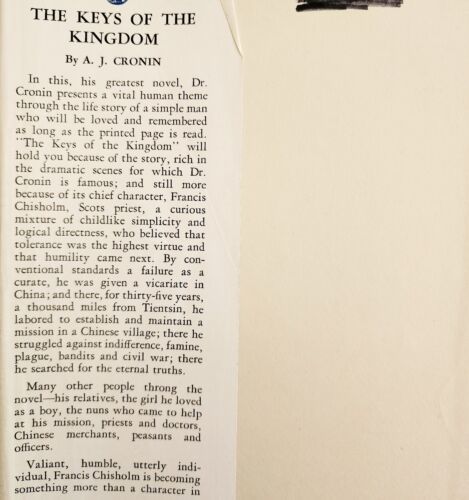 THE KEYS OF THE
KINGDOM
By A. J. CRONIN
In this, his greatest novel, Dr.
Cronin presents a vital human theme
through the life story of a simple man
who will be loved and remembered
as long as the printed page is read.
"The Keys of the Kingdom" will
hold you because of the story, rich in
the dramatic scenes for which Dr.
Cronin is famous; and still more
because of its chief character, Francis
Chisholm, Scots priest, a curious
mixture of childlike simplicity and
logical directness, who believed that
tolerance was the highest virtue and
that humility came next. By con-
ventional standards a failure as a
curate, he was given a vicariate in
China; and there, for thirty-five years,
a thousand miles from Tientsin, he
labored to establish and maintain a
mission in a Chinese village; there he
struggled against indifference, famine,
plague, bandits and civil war; there
he searched for the eternal truths.
Many other people throng the
novel—his relatives, the girl he loved
as a boy, the nuns who came to help
at his mission, priests and doctors,
Chinese merchants, peasants and
officers.
Valiant, humble, utterly indi-
vidual, Francis Chisholm is becoming
something more than a character in